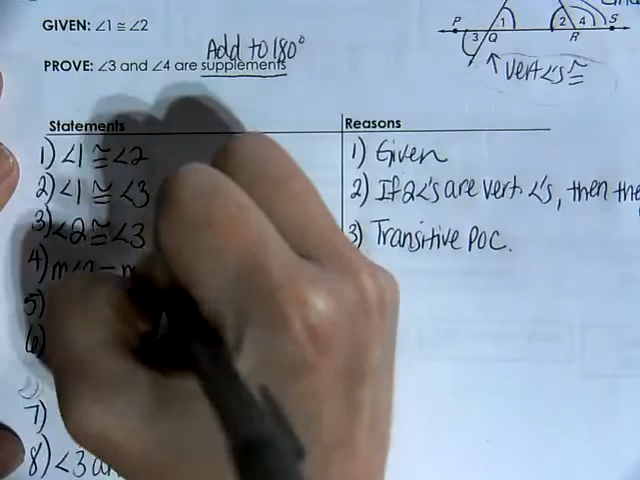 GIVEN: ∠1 ≅ ∠2
Add to 180°
PROVE: ∠3 and ∠4 are supplements
P 3 Q 1 2 4 R S
vert ∠'s ≅
Statements Reasons
1) ∠1 ≅ ∠2 1) Given
2) ∠1 ≅ ∠3 2) If 2∠'s are vert ∠'s, then
3) ∠2 ≅ ∠3 3) Transitive POC.
4) m∠2 =
5)
6)
7)
8) ∠3